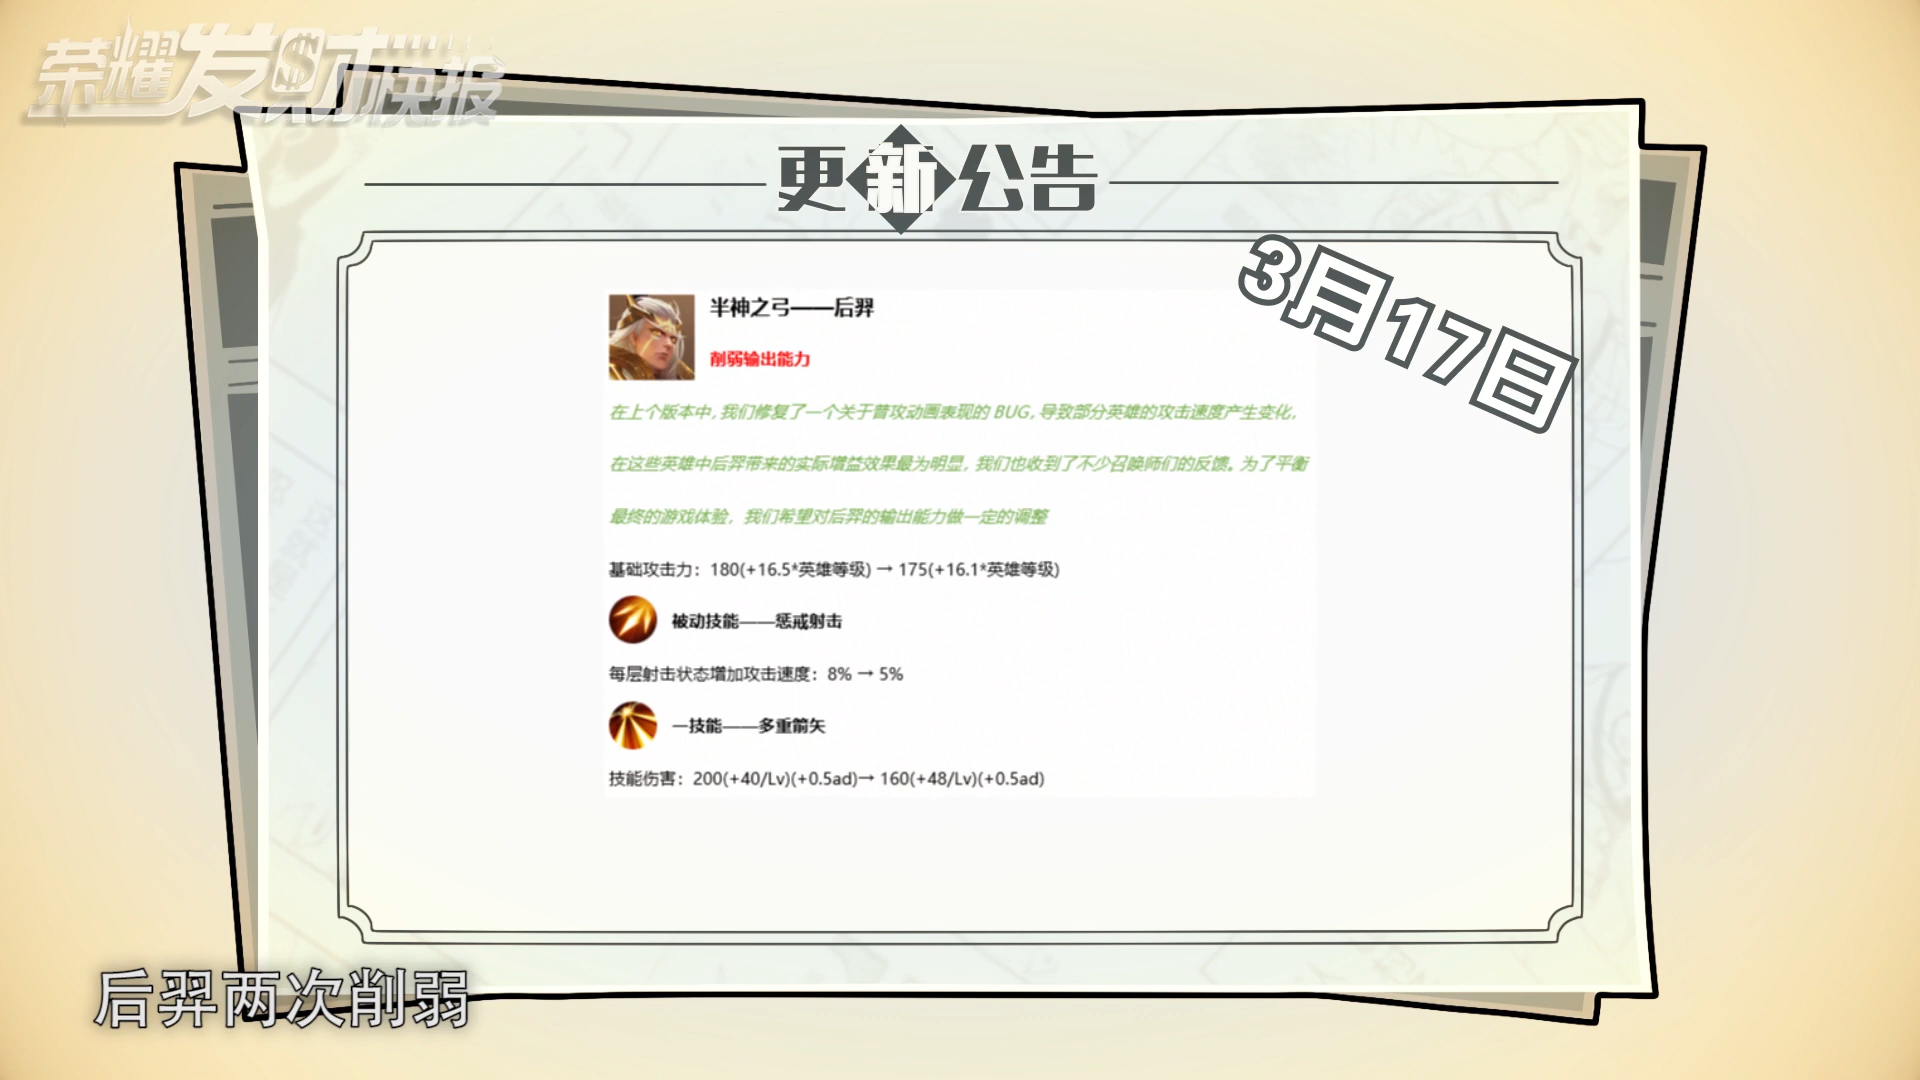 荣耀发财快报
更新公告
3月17日
半神之弓——后羿
削弱输出能力
在上个版本中，我们修复了一个关于普攻动画表现的 BUG，导致部分英雄的攻击速度产生变化，
在这些英雄中后羿带来的实际增益效果最为明显，我们也收到了不少召唤师们的反馈。为了平衡
最终的游戏体验，我们希望对后羿的输出能力做一定的调整
基础攻击力：180(+16.5*英雄等级) → 175(+16.1*英雄等级)
被动技能——惩戒射击
每层射击状态增加攻击速度：8% → 5%
一技能——多重箭矢
技能伤害：200(+40/Lv)(+0.5ad)→ 160(+48/Lv)(+0.5ad)
后羿两次削弱